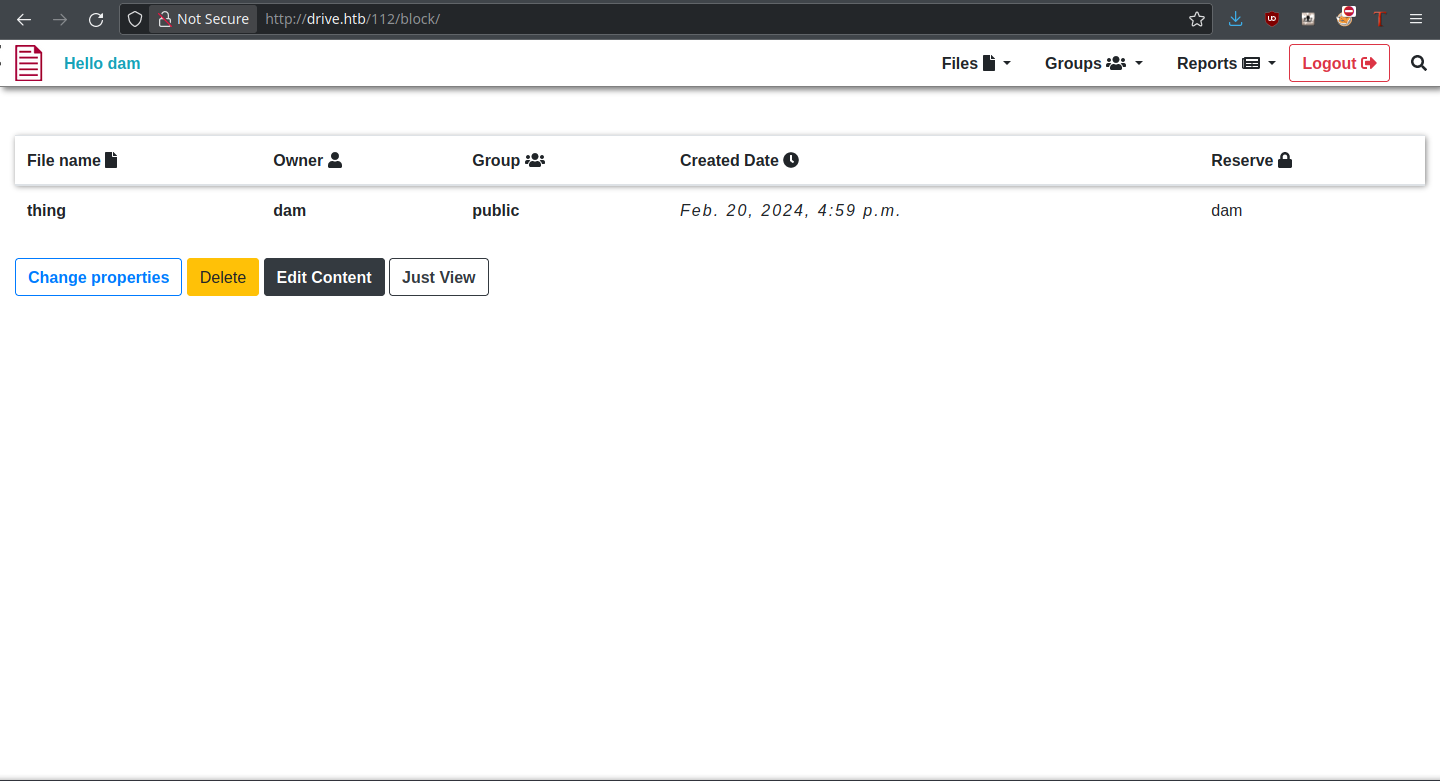 Not Secure http://drive.htb/112/block/
Hello dam Files Groups Reports Logout
File name Owner Group Created Date Reserve
thing dam public Feb. 20, 2024, 4:59 p.m. dam
Change properties Delete Edit Content Just View